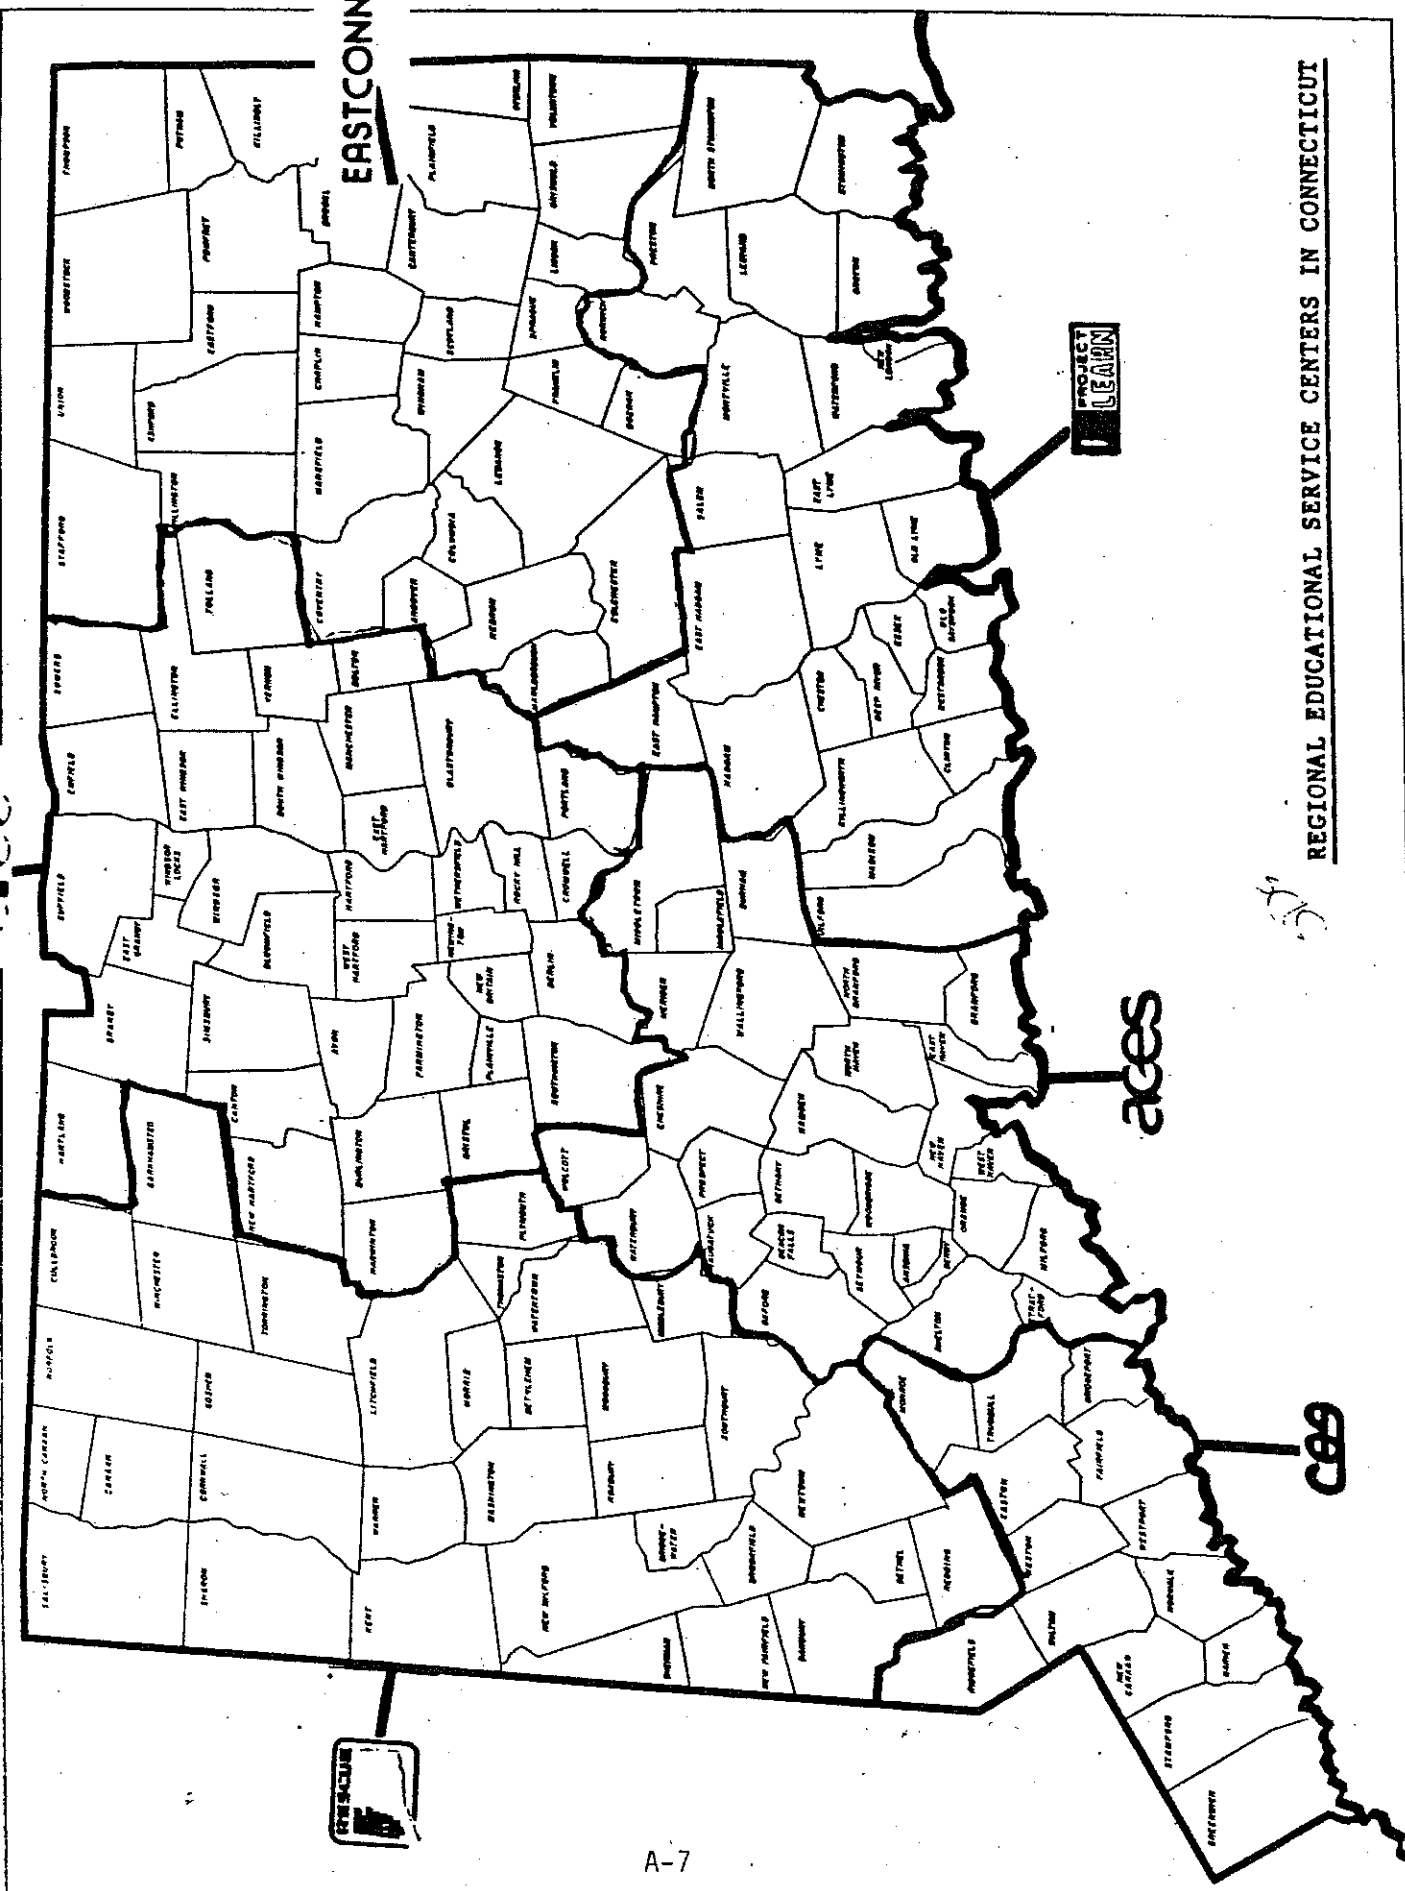 EASTCONN
THOMPSON
WOODSTOCK
UNION
STAFFORD
SOMERS
ENFIELD
SUFFIELD
GRANBY
HARTLAND
COLEBROOK
NORFOLK
NORTH CANAAN
SALISBURY
PUTNAM
KILLINGLY
POMFRET
EASTFORD
ASHFORD
WILLINGTON
TOLLAND
ELLINGTON
EAST WINDSOR
WINDSOR
LOCKS
EAST
GRANBY
BARKHAMSTED
WINCHESTER
CANAAN
BROOKLYN
HAMPTON
CHAPLIN
MANSFIELD
COVENTRY
VERNON
SOUTH WINDSOR
WINDSOR
BLOOMFIELD
SIMSBURY
CANTON
NEW HARTFORD
TORRINGTON
GOSHEN
CORNWALL
SHARON
PLAINFIELD
CANTERBURY
SCOTLAND
WINDHAM
COLUMBIA
ANDOVER
BOLTON
MANCHESTER
EAST
HARTFORD
HARTFORD
WEST
HARTFORD
AVON
BURLINGTON
HARWINTON
LITCHFIELD
WARREN
KENT
STERLING
VOLUNTOWN
GRISWOLD
LISBON
SPRAGUE
FRANKLIN
LEBANON
HEBRON
MARLBOROUGH
GLASTONBURY
WETHERSFIELD
ROCKY HILL
NEWING-
TON
NEW
BRITAIN
FARMINGTON
PLAINVILLE
BRISTOL
PLYMOUTH
THOMASTON
MORRIS
WASHINGTON
NEW MILFORD
PRESTON
NORWICH
BOZRAH
COLCHESTER
EAST HAMPTON
PORTLAND
CROMWELL
BERLIN
SOUTHINGTON
WOLCOTT
WATERTOWN
BETHLEHEM
WOODBURY
ROXBURY
BRIDGE-
WATER
SHERMAN
NORTH STONINGTON
LEDYARD
MONTVILLE
SALEM
EAST HADDAM
HADDAM
MIDDLETOWN
MIDDLEFIELD
DURHAM
MERIDEN
WALLINGFORD
CHESHIRE
PROSPECT
WATERBURY
NAUGATUCK
MIDDLEBURY
SOUTHBURY
BROOKFIELD
NEW FAIRFIELD
STONINGTON
GROTON
NEW
LONDON
WATERFORD
EAST
LYME
LYME
OLD LYME
ESSEX
OLD
SAYBROOK
CHESTER
DEEP RIVER
WESTBROOK
KILLINGWORTH
CLINTON
MADISON
GUILFORD
NORTH
BRANFORD
BRANFORD
NORTH
HAVEN
EAST
HAVEN
HAMDEN
BETHANY
WOODBRIDGE
NEW
HAVEN
WEST
HAVEN
ORANGE
MILFORD
BEACON
FALLS
SEYMOUR
ANSONIA
DERBY
OXFORD
SHELTON
STRAT-
FORD
NEWTOWN
DANBURY
BETHEL
REDDING
MONROE
TRUMBULL
BRIDGEPORT
EASTON
FAIRFIELD
WESTON
WESTPORT
RIDGEFIELD
WILTON
NORWALK
NEW
CANAAN
DARIEN
STAMFORD
GREENWICH
PROJECT
LEARN
aces
ces
RESCUE
REGIONAL EDUCATIONAL SERVICE CENTERS IN CONNECTICUT
A-7